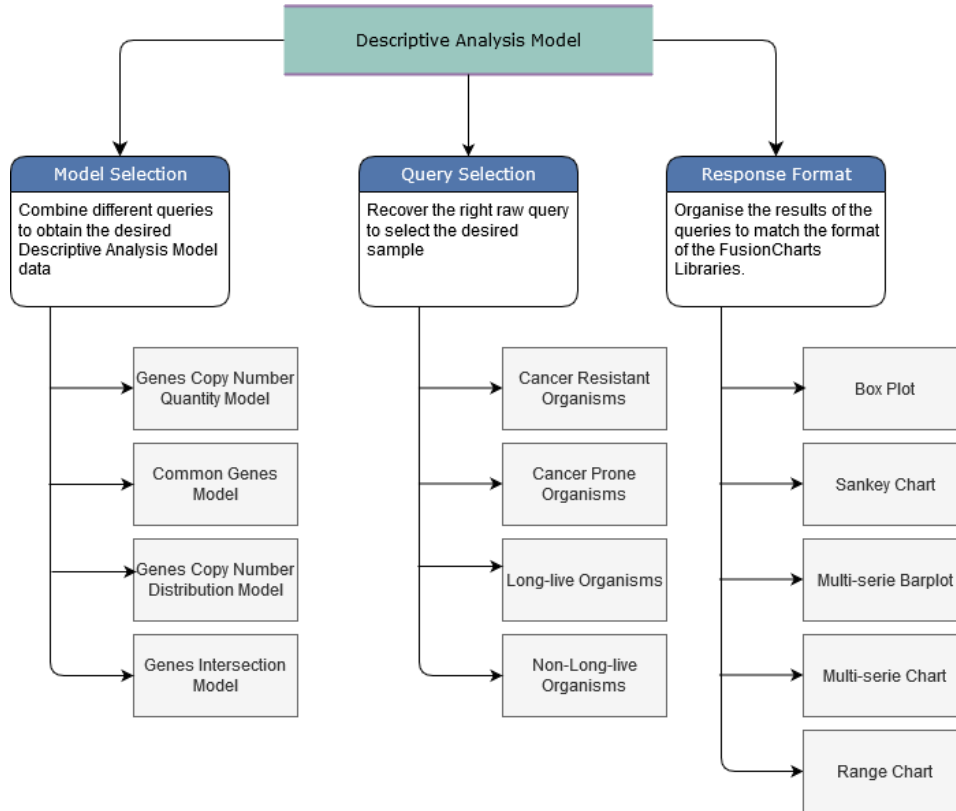 Descriptive Analysis Model
Model Selection
Combine different queries
to obtain the desired
Descriptive Analysis Model
data
Genes Copy Number
Quantity Model
Common Genes
Model
Genes Copy Number
Distribution Model
Genes Intersection
Model
Query Selection
Recover the right raw query
to select the desired
sample
Cancer Resistant
Organisms
Cancer Prone
Organisms
Long-live Organisms
Non-Long-live
Organisms
Response Format
Organise the results of the
queries to match the format
of the FusionCharts
Libraries.
Box Plot
Sankey Chart
Multi-serie Barplot
Multi-serie Chart
Range Chart